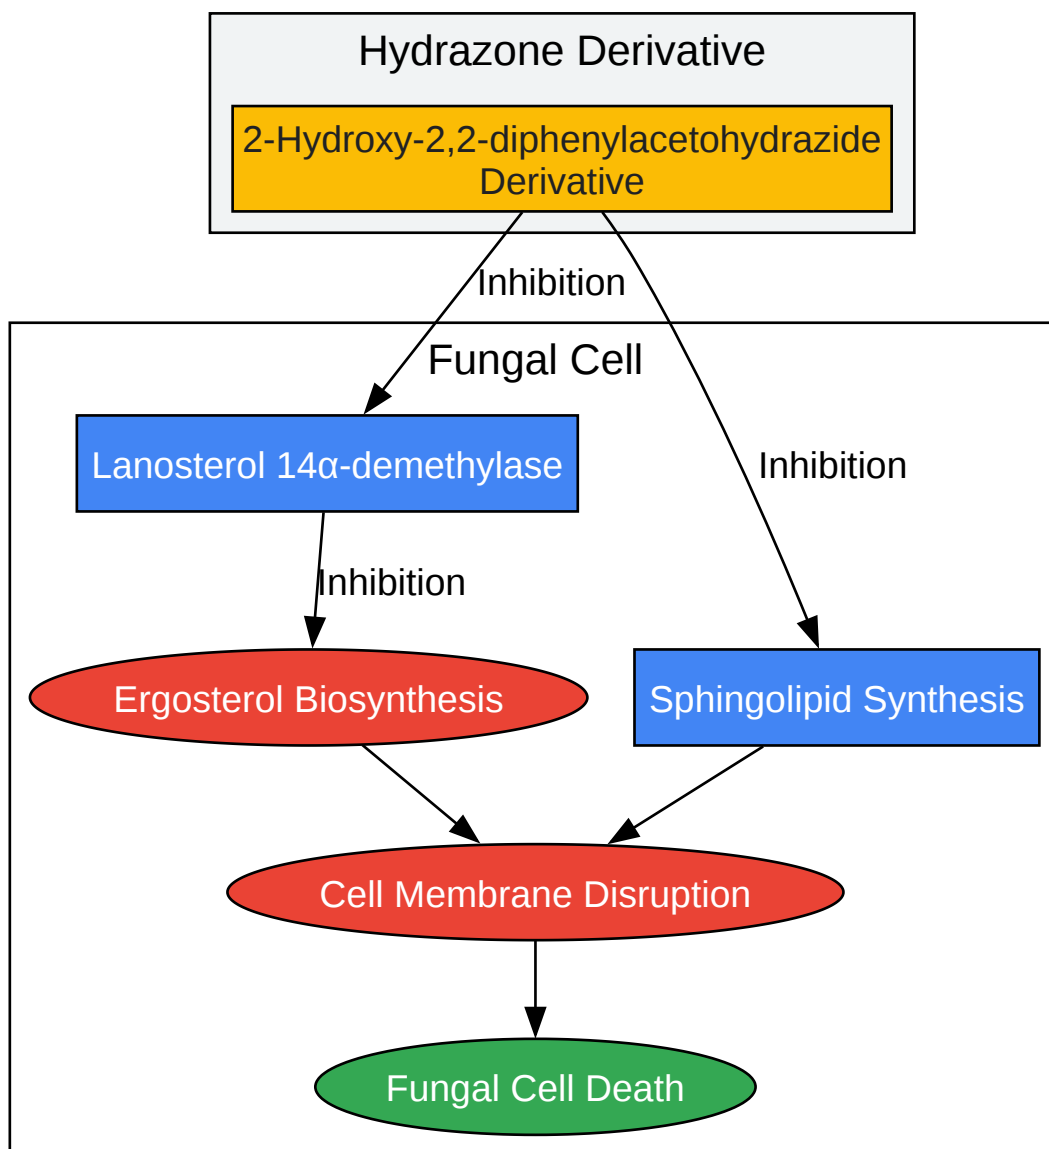 Hydrazone Derivative
2-Hydroxy-2,2-diphenylacetohydrazide
Derivative
Inhibition
Fungal Cell
Lanosterol 14α-demethylase
Inhibition
Inhibition
Ergosterol Biosynthesis
Sphingolipid Synthesis
Cell Membrane Disruption
Fungal Cell Death